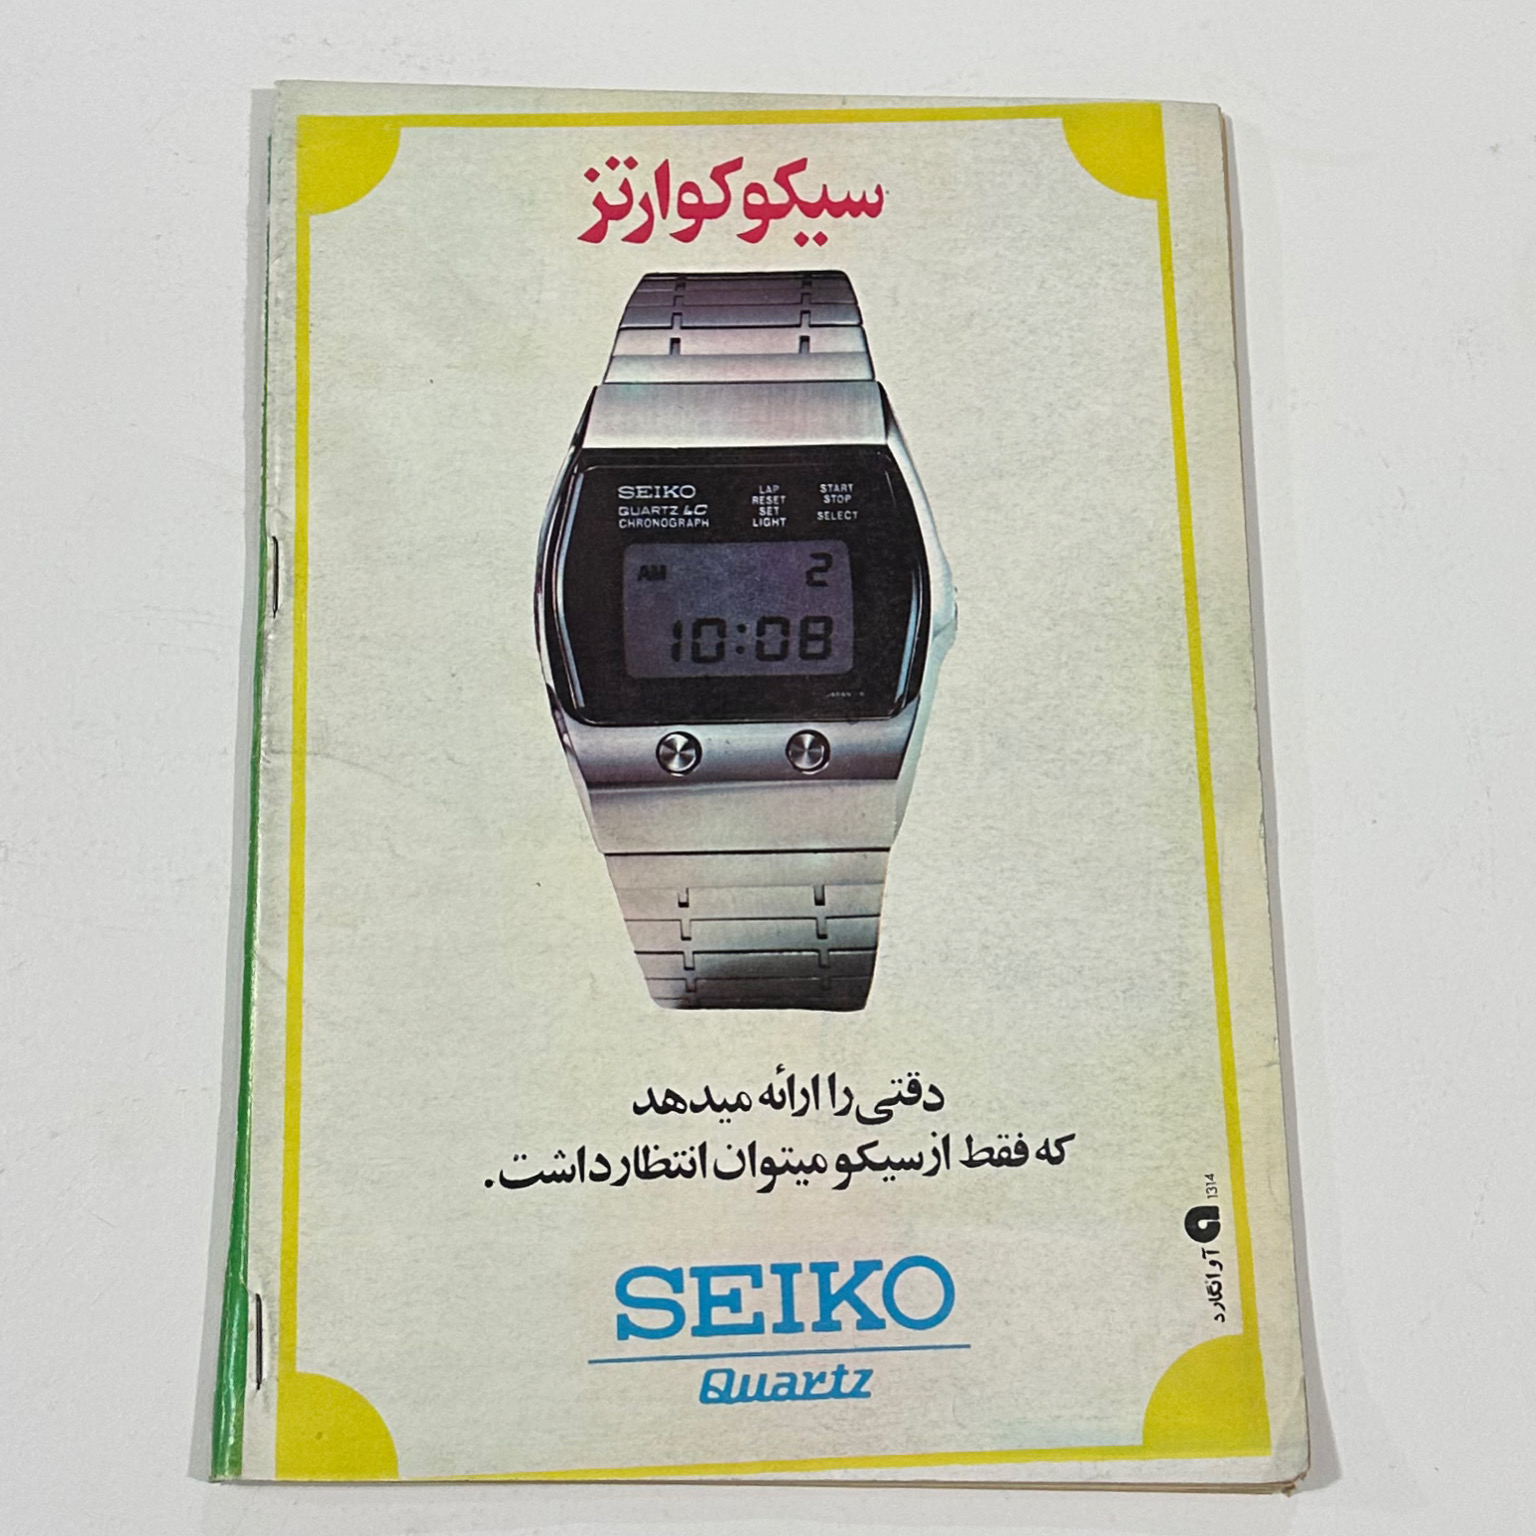 سیکو کوارتز
SEIKO
QUARTZ LC
CHRONOGRAPH
LAP
RESET
SET
LIGHT
START
STOP
SELECT
AM 2
10:08
JAPAN
دقتی را ارائه میدهد
که فقط از سیکو میتوان انتظار داشت.
SEIKO
Quartz
آوانگارد
1314